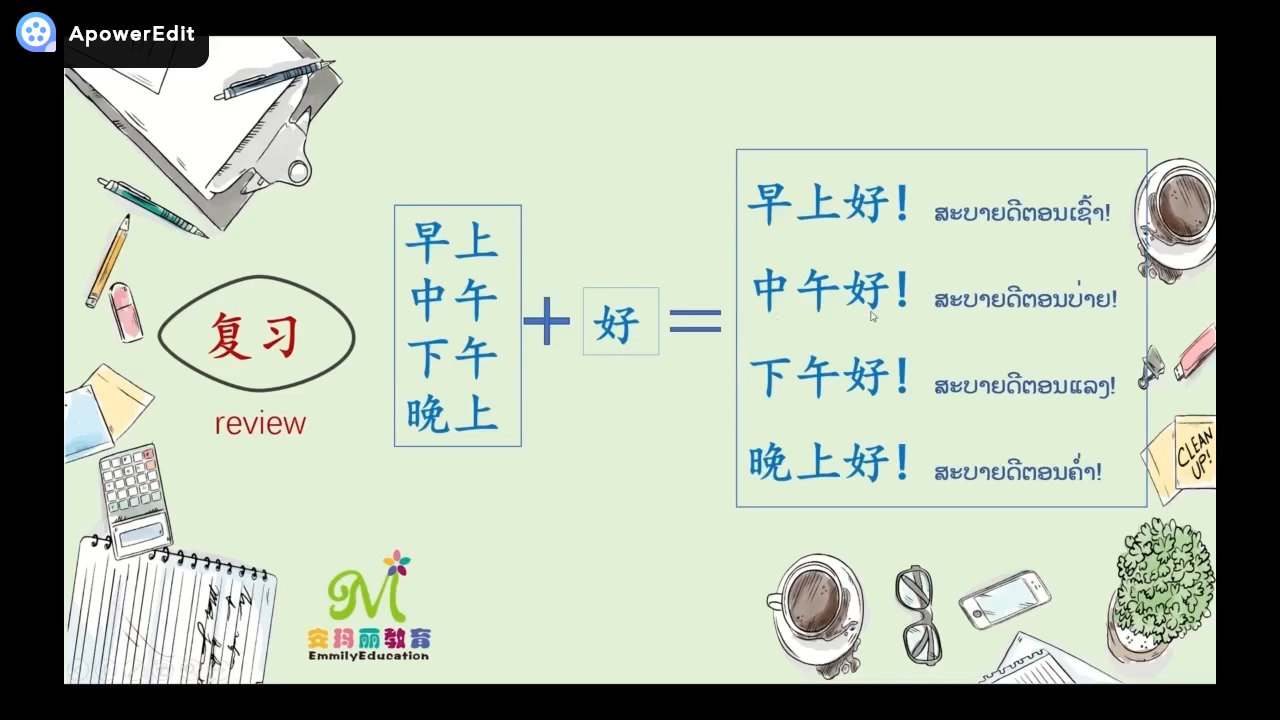 ApowerEdit
复习
review
早上
中午
下午
晚上
+
好
=
早上好! ສະບາຍດີຕອນເຊົ້າ!
中午好! ສະບາຍດີຕອນບ່າຍ!
下午好! ສະບາຍດີຕອນແລງ!
晚上好! ສະບາຍດີຕອນຄ່ຳ!
CLEAN
UP!
安玛丽教育
EmmilyEducation